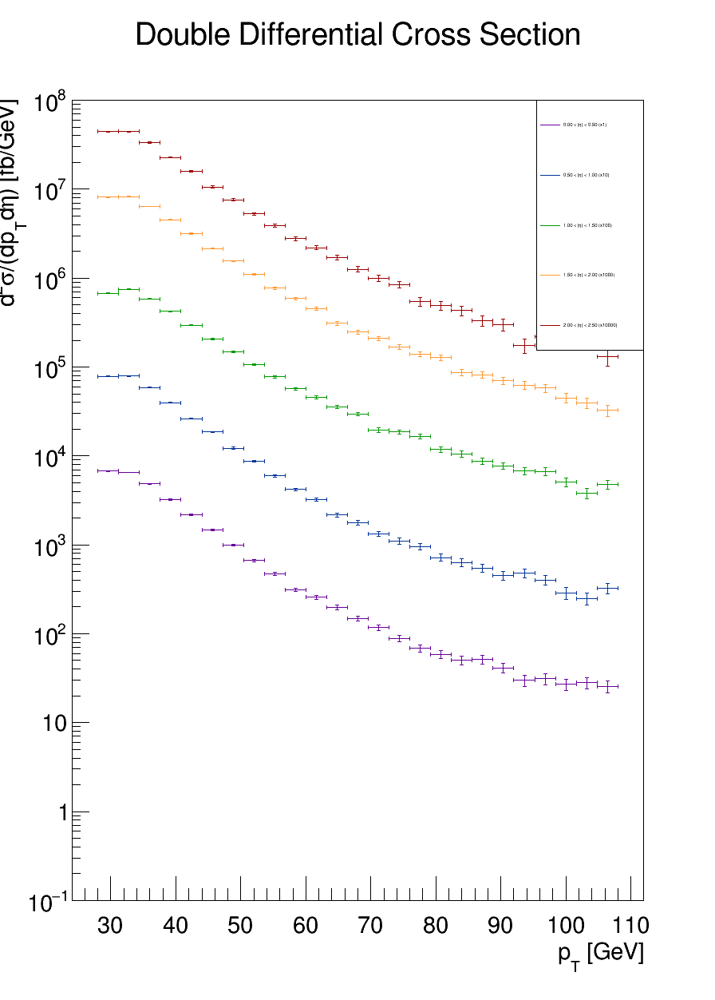 Double Differential Cross Section
d²σ/(dp_T dη) [fb/GeV]
10⁸
10⁷
10⁶
10⁵
10⁴
10³
10²
10
1
10⁻¹
0.00 < |η| < 0.50 (x1)
0.50 < |η| < 1.00 (x10)
1.00 < |η| < 1.50 (x100)
1.50 < |η| < 2.00 (x1000)
2.00 < |η| < 2.50 (x10000)
30 40 50 60 70 80 90 100 110
p_T [GeV]